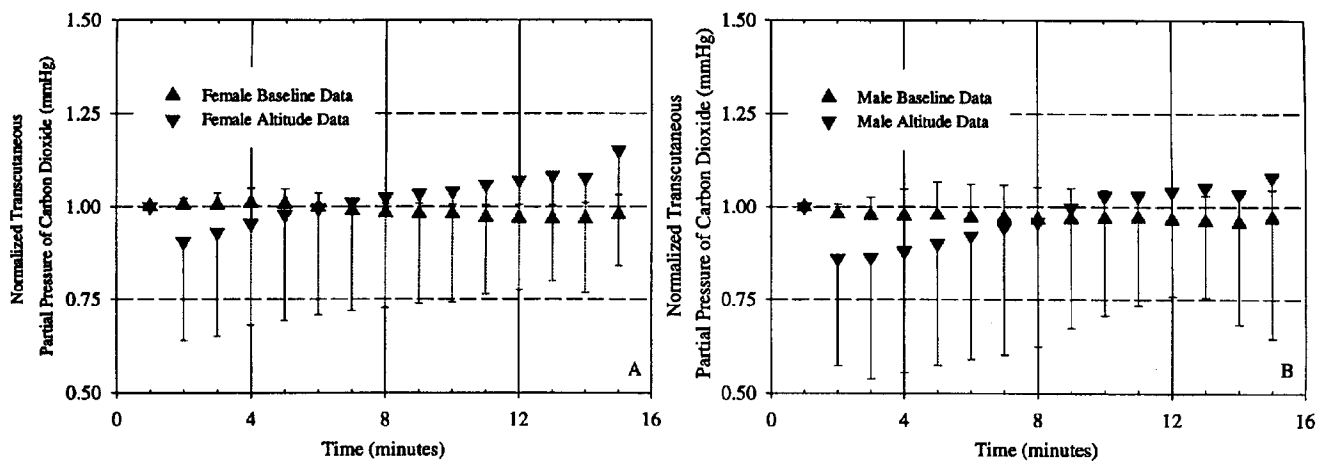 Normalized Transcutaneous
Partial Pressure of Carbon Dioxide (mmHg)
1.50
1.25
1.00
0.75
0.50
Female Baseline Data
Female Altitude Data
A
0 4 8 12 16
Time (minutes)
Normalized Transcutaneous
Partial Pressure of Carbon Dioxide (mmHg)
1.50
1.25
1.00
0.75
0.50
Male Baseline Data
Male Altitude Data
B
0 4 8 12 16
Time (minutes)